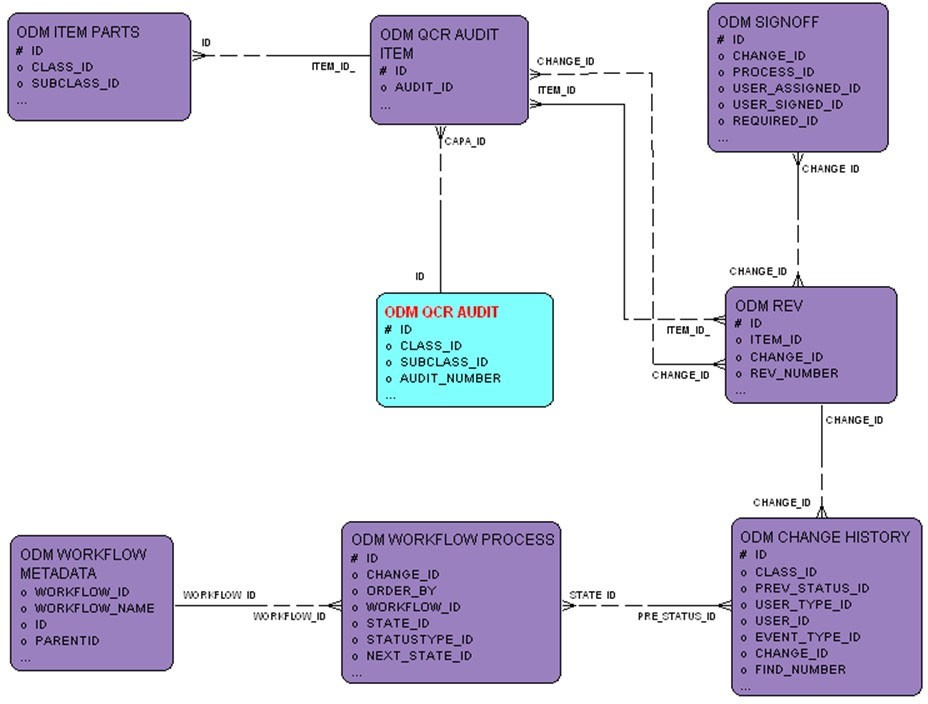 ODM ITEM PARTS
# ID
o CLASS_ID
o SUBCLASS_ID
...
ID
ITEM_ID_
ODM QCR AUDIT
ITEM
# ID
o AUDIT_ID
...
CHANGE_ID
ITEM_ID
CAPA_ID
ODM SIGNOFF
# ID
o CHANGE_ID
o PROCESS_ID
o USER_ASSIGNED_ID
o USER_SIGNED_ID
o REQUIRED_ID
...
CHANGE ID
ID
ODM QCR AUDIT
# ID
o CLASS_ID
o SUBCLASS_ID
o AUDIT_NUMBER
...
CHANGE_ID
ITEM_ID_
CHANGE_ID
ODM REV
# ID
o ITEM_ID
o CHANGE_ID
o REV_NUMBER
...
CHANGE_ID
CHANGE_ID
ODM WORKFLOW
METADATA
o WORKFLOW_ID
o WORKFLOW_NAME
o ID
o PARENTID
...
WORKFLOW_ID
WORKFLOW_ID
ODM WORKFLOW PROCESS
# ID
o CHANGE_ID
o ORDER_BY
o WORKFLOW_ID
o STATE_ID
o STATUSTYPE_ID
o NEXT_STATE_ID
...
STATE_ID
PRE_STATUS_ID
ODM CHANGE HISTORY
# ID
o CLASS_ID
o PREV_STATUS_ID
o USER_TYPE_ID
o USER_ID
o EVENT_TYPE_ID
o CHANGE_ID
o FIND_NUMBER
...